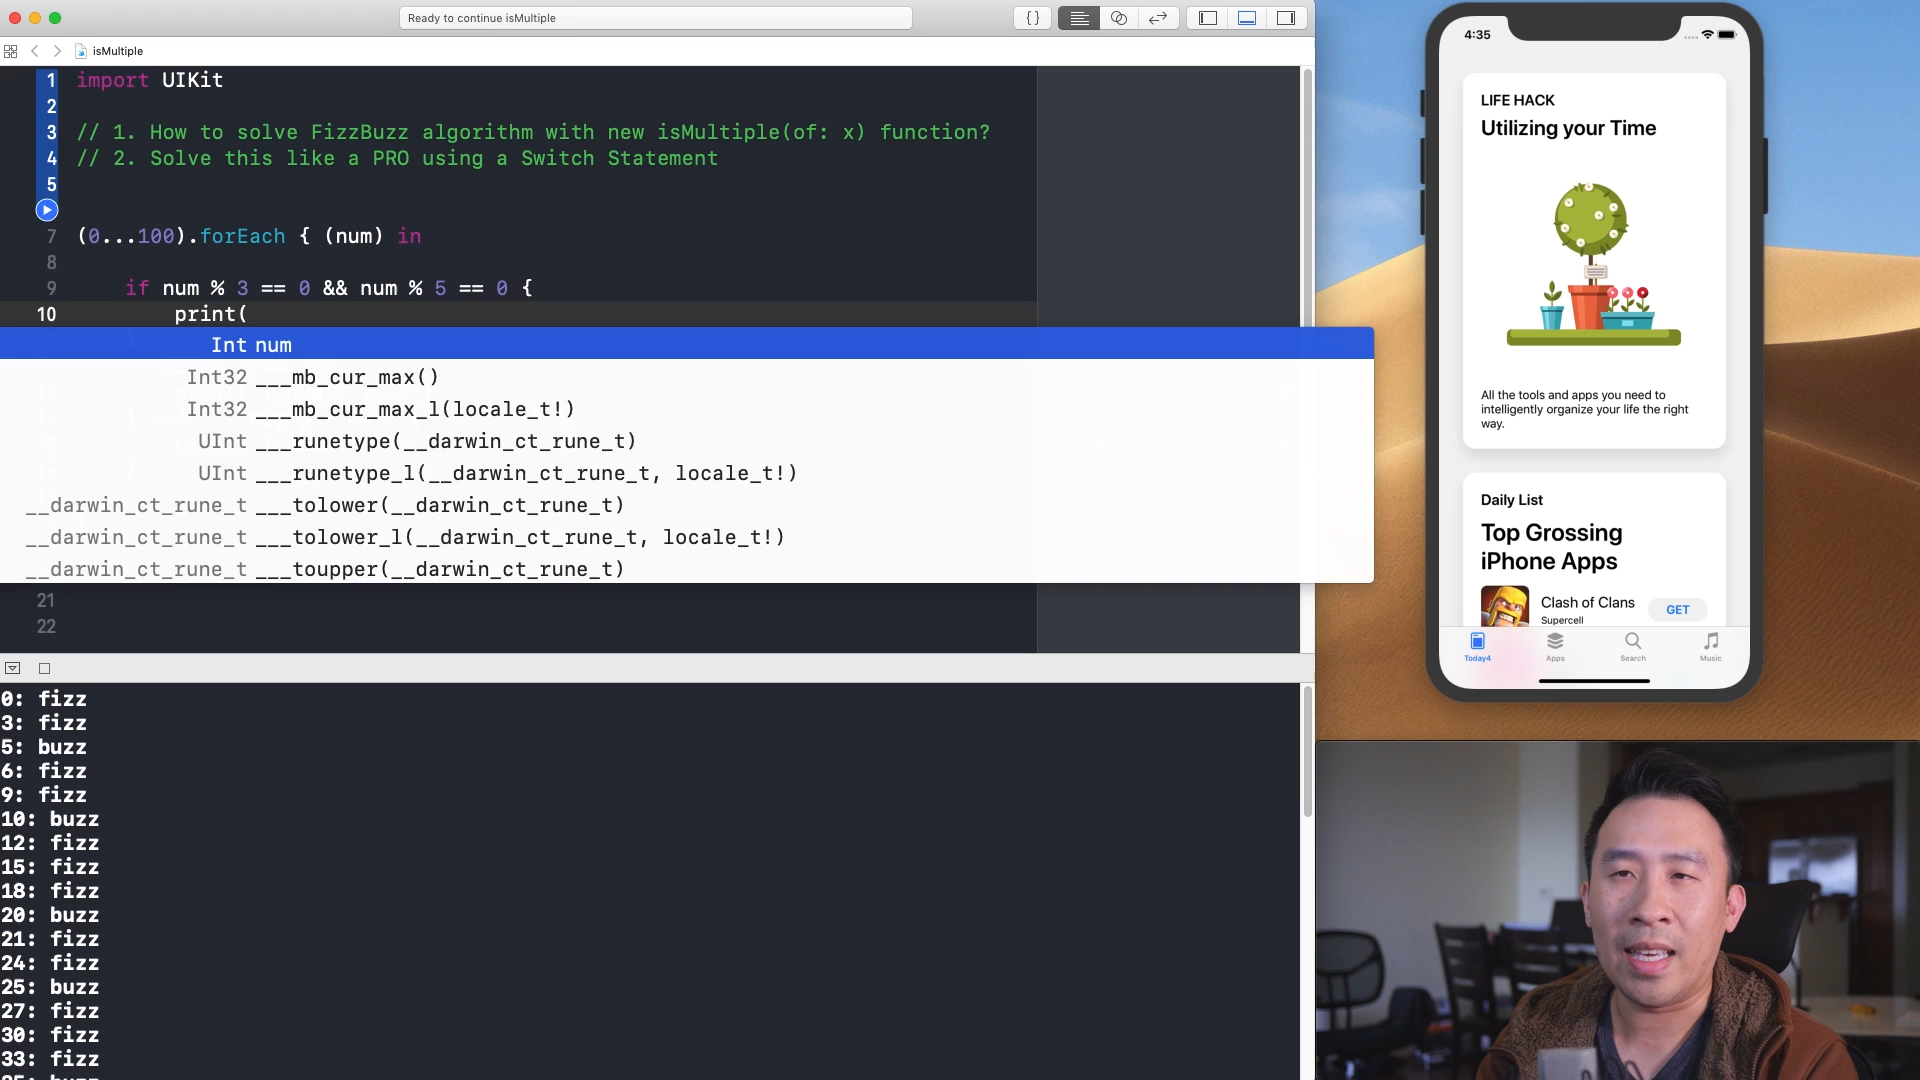 Ready to continue isMultiple
{}
isMultiple
1 import UIKit
2
3 // 1. How to solve FizzBuzz algorithm with new isMultiple(of: x) function?
4 // 2. Solve this like a PRO using a Switch Statement
5
7 (0...100).forEach { (num) in
8
9 if num % 3 == 0 && num % 5 == 0 {
10 print(
Int num
Int32 ___mb_cur_max()
Int32 ___mb_cur_max_l(locale_t!)
UInt ___runetype(__darwin_ct_rune_t)
UInt ___runetype_l(__darwin_ct_rune_t, locale_t!)
__darwin_ct_rune_t ___tolower(__darwin_ct_rune_t)
__darwin_ct_rune_t ___tolower_l(__darwin_ct_rune_t, locale_t!)
__darwin_ct_rune_t ___toupper(__darwin_ct_rune_t)
21
22
0: fizz
3: fizz
5: buzz
6: fizz
9: fizz
10: buzz
12: fizz
15: fizz
18: fizz
20: buzz
21: fizz
24: fizz
25: buzz
27: fizz
30: fizz
33: fizz
4:35
LIFE HACK
Utilizing your Time
All the tools and apps you need to
intelligently organize your life the right
way.
Daily List
Top Grossing
iPhone Apps
Clash of Clans
GET
Supercell
Today4
Apps
Search
Music